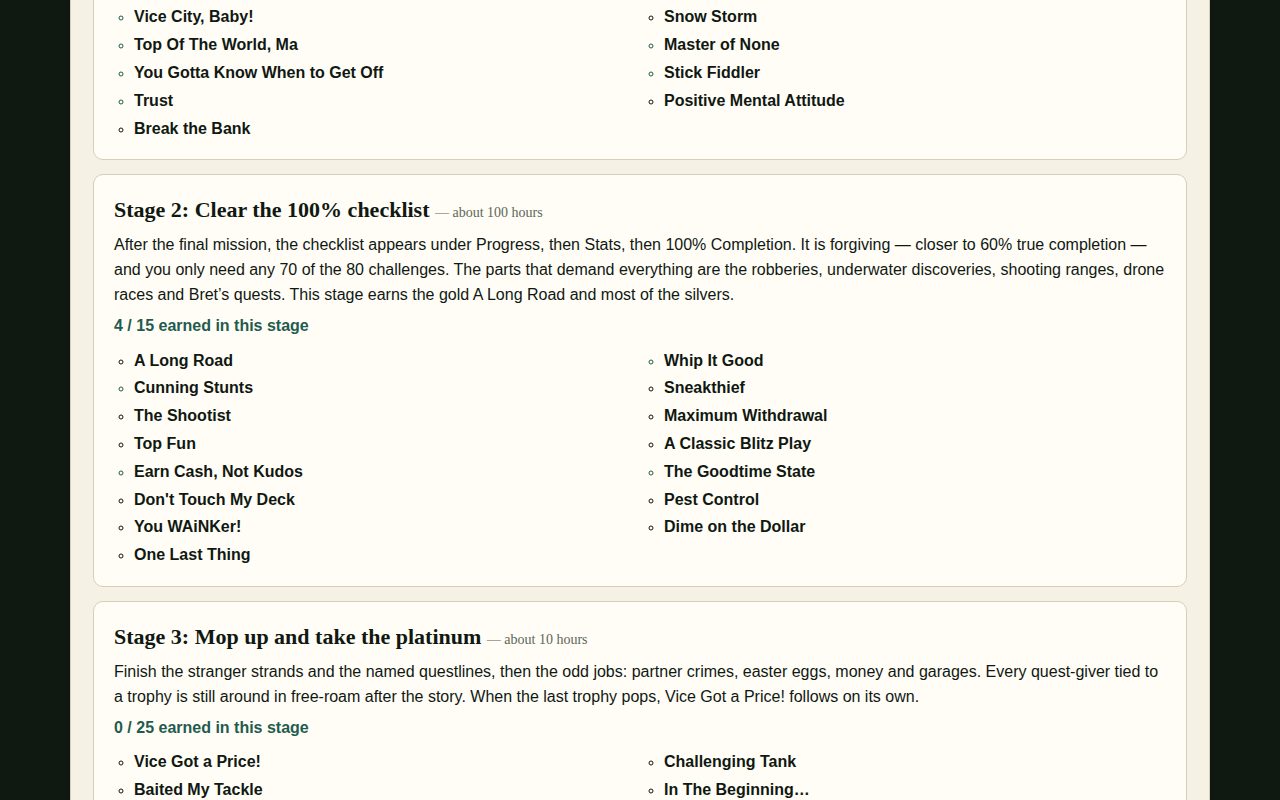 Vice City, Baby!
Top Of The World, Ma
You Gotta Know When to Get Off
Trust
Break the Bank
Snow Storm
Master of None
Stick Fiddler
Positive Mental Attitude
Stage 2: Clear the 100% checklist — about 100 hours
After the final mission, the checklist appears under Progress, then Stats, then 100% Completion. It is forgiving — closer to 60% true completion —
and you only need any 70 of the 80 challenges. The parts that demand everything are the robberies, underwater discoveries, shooting ranges, drone
races and Bret’s quests. This stage earns the gold A Long Road and most of the silvers.
4 / 15 earned in this stage
A Long Road
Cunning Stunts
The Shootist
Top Fun
Earn Cash, Not Kudos
Don't Touch My Deck
You WAiNKer!
One Last Thing
Whip It Good
Sneakthief
Maximum Withdrawal
A Classic Blitz Play
The Goodtime State
Pest Control
Dime on the Dollar
Stage 3: Mop up and take the platinum — about 10 hours
Finish the stranger strands and the named questlines, then the odd jobs: partner crimes, easter eggs, money and garages. Every quest-giver tied to
a trophy is still around in free-roam after the story. When the last trophy pops, Vice Got a Price! follows on its own.
0 / 25 earned in this stage
Vice Got a Price!
Baited My Tackle
Challenging Tank
In The Beginning…